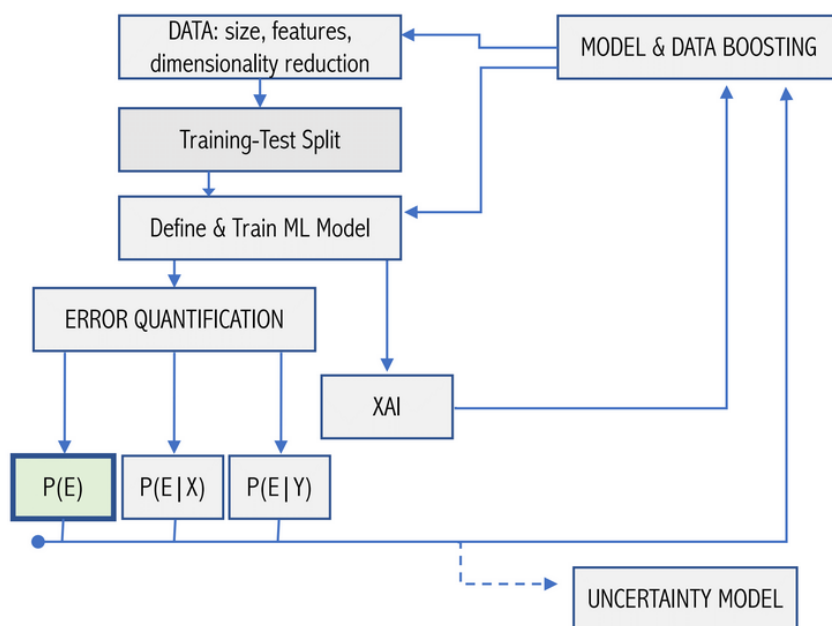 DATA: size, features,
dimensionality reduction
MODEL & DATA BOOSTING
Training-Test Split
Define & Train ML Model
ERROR QUANTIFICATION
XAI
P(E)
P(E|X)
P(E|Y)
UNCERTAINTY MODEL